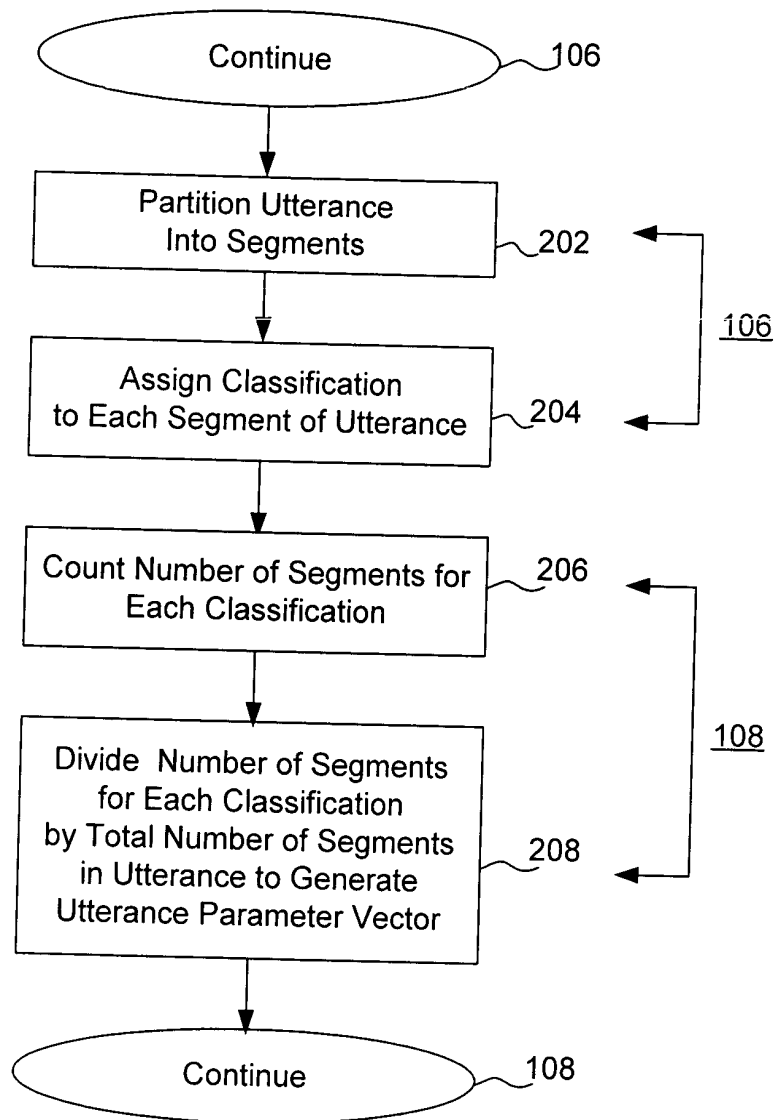 Continue
106
Partition Utterance
Into Segments
202
106
Assign Classification
to Each Segment of Utterance
204
Count Number of Segments for
Each Classification
206
108
Divide Number of Segments
for Each Classification
by Total Number of Segments
in Utterance to Generate
Utterance Parameter Vector
208
Continue
108